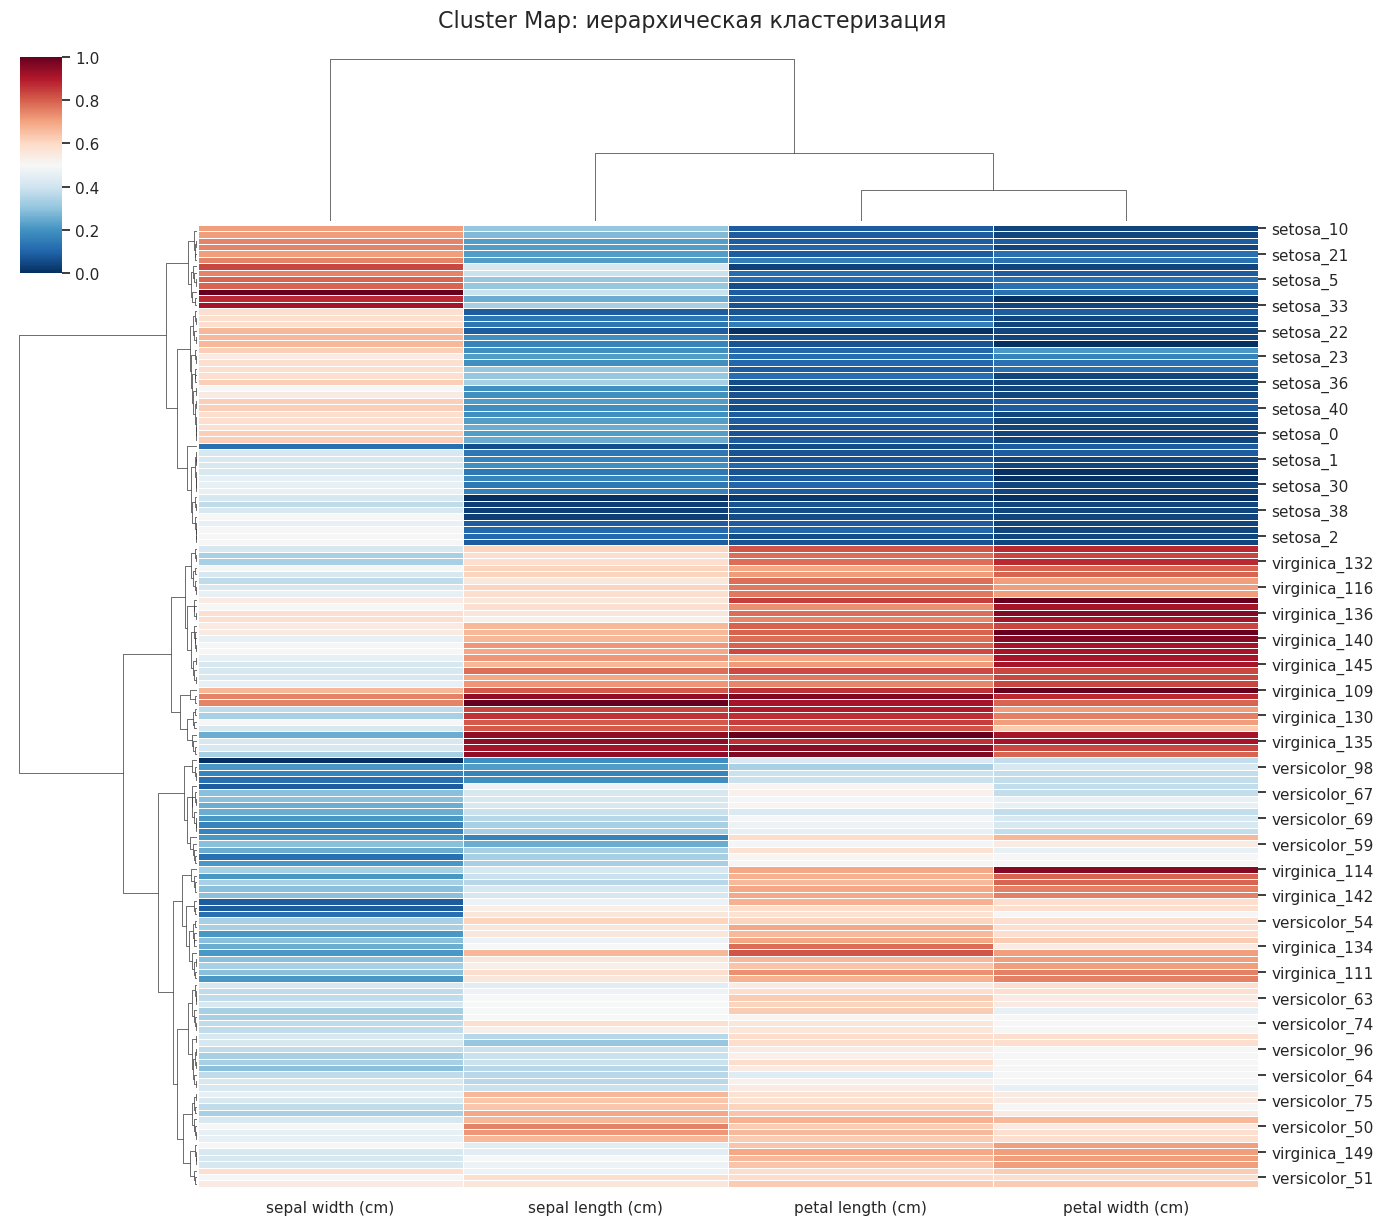 Cluster Map: иерархическая кластеризация
1.0
0.8
0.6
0.4
0.2
0.0
setosa_10
setosa_21
setosa_5
setosa_33
setosa_22
setosa_23
setosa_36
setosa_40
setosa_0
setosa_1
setosa_30
setosa_38
setosa_2
virginica_132
virginica_116
virginica_136
virginica_140
virginica_145
virginica_109
virginica_130
virginica_135
versicolor_98
versicolor_67
versicolor_69
versicolor_59
virginica_114
virginica_142
versicolor_54
virginica_134
virginica_111
versicolor_63
versicolor_74
versicolor_96
versicolor_64
versicolor_75
versicolor_50
virginica_149
versicolor_51
sepal width (cm) sepal length (cm) petal length (cm) petal width (cm)